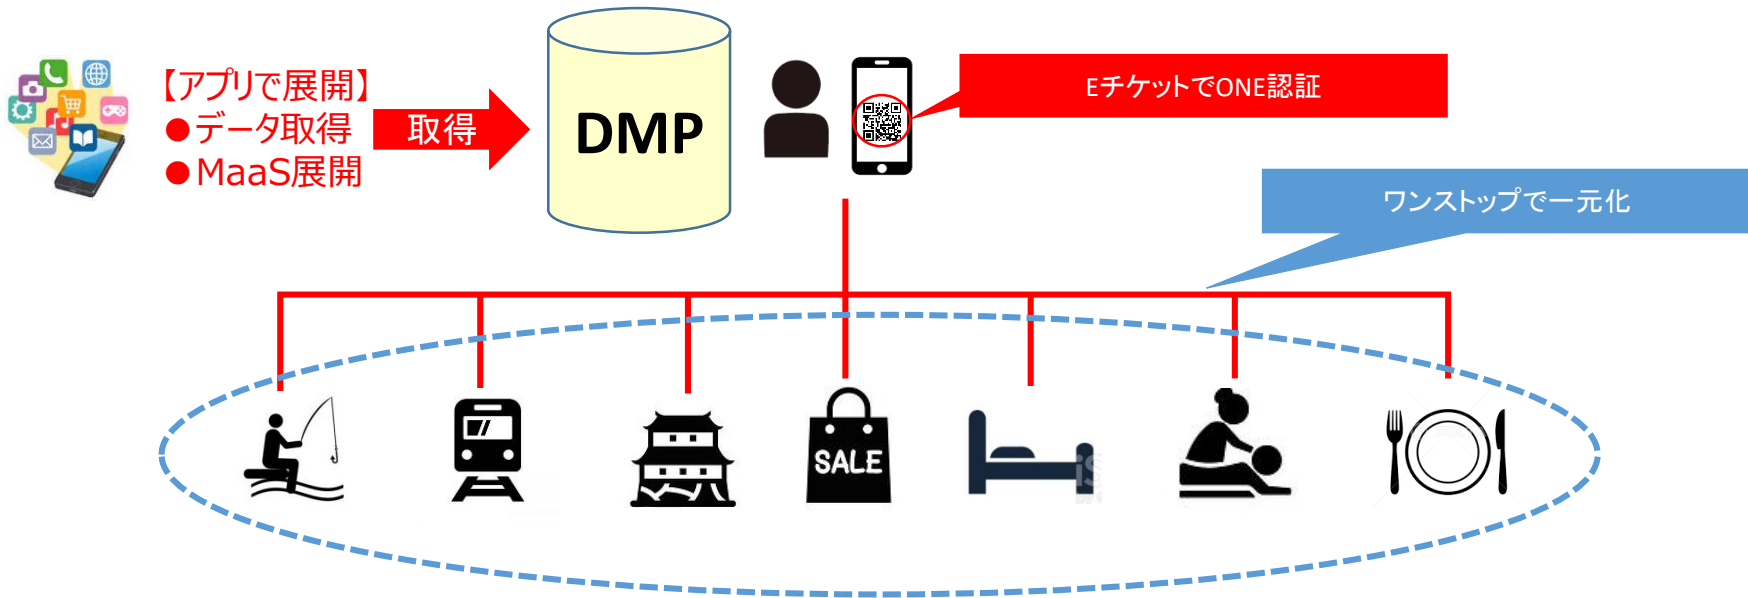 【アプリで展開】
●データ取得
●MaaS展開
取得
DMP
EチケットでONE認証
ワンストップで一元化
SALE
iS